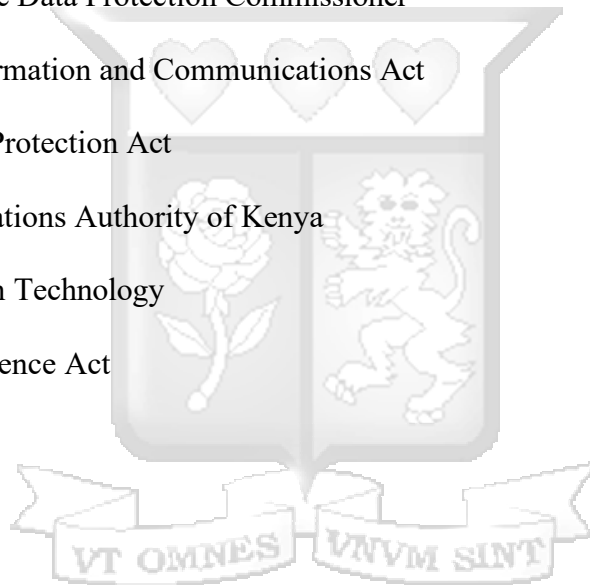 Data Protection Commissioner
rmation and Communications Act
Protection Act
ations Authority of Kenya
n Technology
ence Act
VT OMNES VNVM SINT